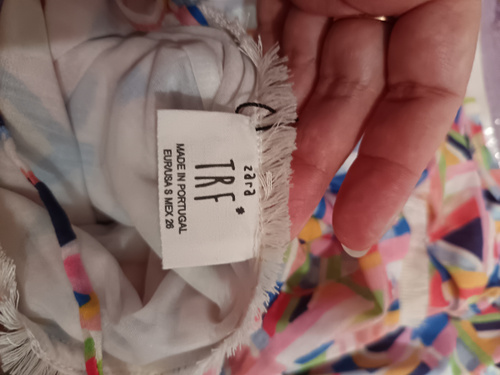 zara
TRF*
MADE IN PORTUGAL
EUR/USA S MEX 26